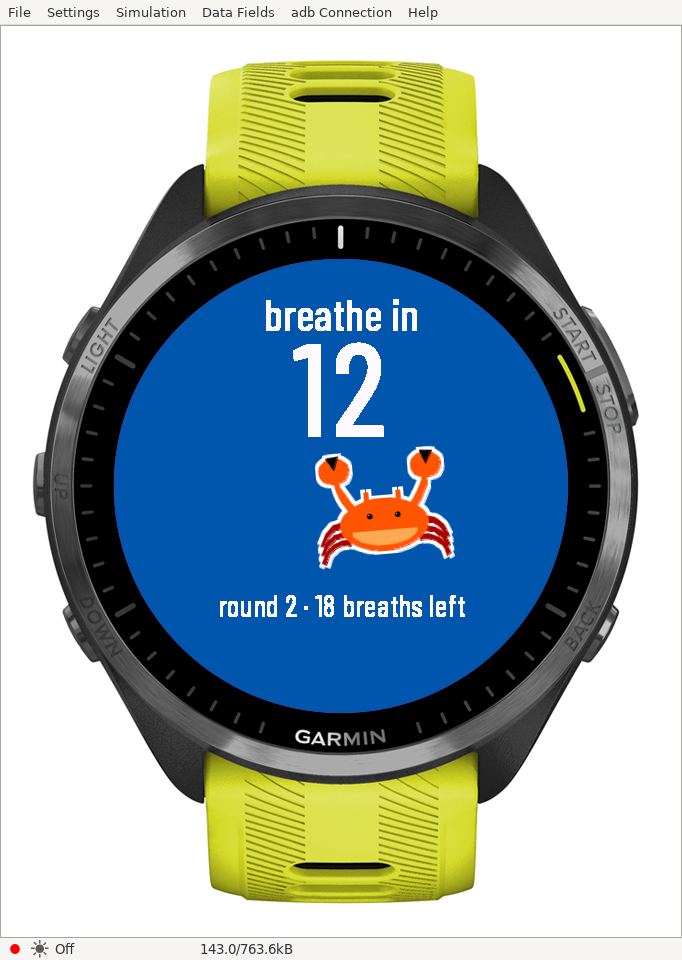 File Settings Simulation Data Fields adb Connection Help
LIGHT
START
STOP
UP
DOWN
BACK
breathe in
12
round 2 · 18 breaths left
GARMIN
Off 143.0/763.6kB